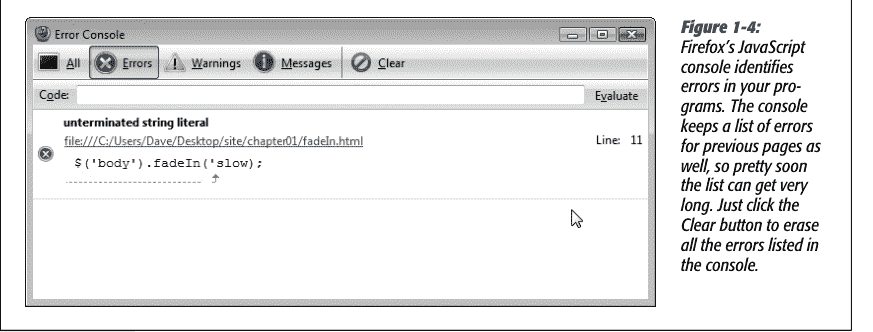 Error Console
All Errors Warnings Messages Clear
Code: Evaluate
unterminated string literal
file:///C:/Users/Dave/Desktop/site/chapter01/fadeIn.html Line: 11
$('body').fadeIn('slow);
Figure 1-4:
Firefox's JavaScript
console identifies
errors in your pro-
grams. The console
keeps a list of errors
for previous pages as
well, so pretty soon
the list can get very
long. Just click the
Clear button to erase
all the errors listed in
the console.